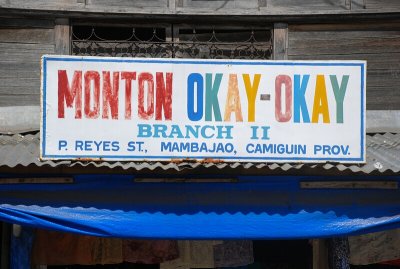 MONTON OKAY-OKAY
BRANCH II
P. REYES ST., MAMBAJAO, CAMIGUIN PROV.